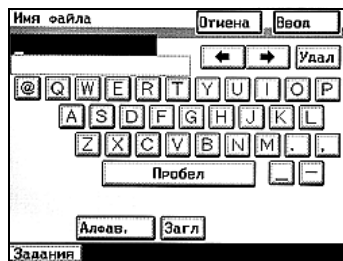 Имя файла Отмена Ввод
← → Удал
@ Q W E R T Y U I O P
A S D F G H J K L
Z X C V B N M . ,
Пробел _ —
Алфав. Загл
Задания